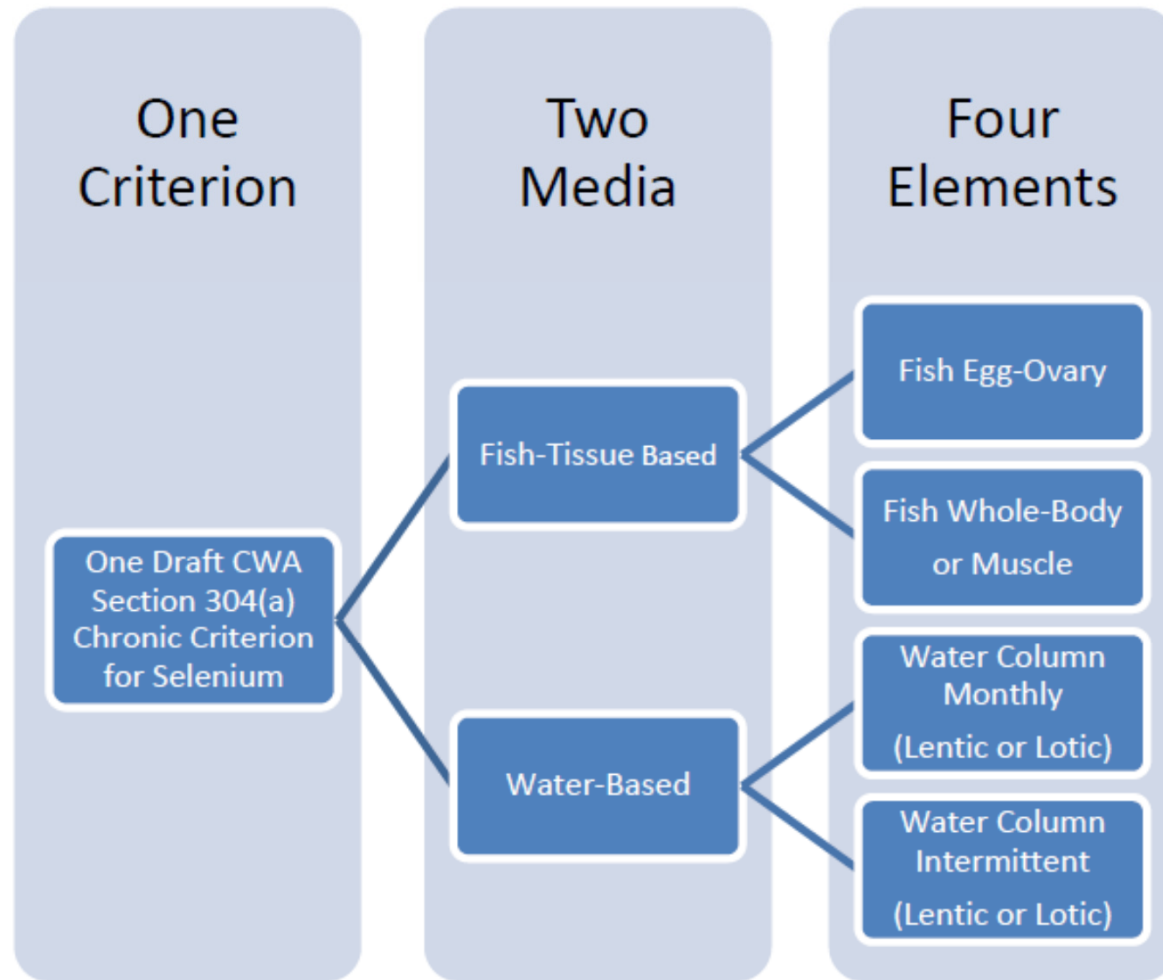 One
Criterion
Two
Media
Four
Elements
One Draft CWA
Section 304(a)
Chronic Criterion
for Selenium
Fish-Tissue Based
Water-Based
Fish Egg-Ovary
Fish Whole-Body
or Muscle
Water Column
Monthly
(Lentic or Lotic)
Water Column
Intermittent
(Lentic or Lotic)